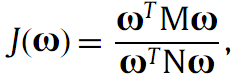 J(ω) = ωᵀMω / ωᵀNω,